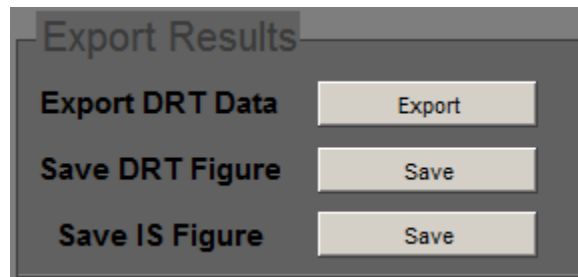 Export Results
Export DRT Data Export
Save DRT Figure Save
Save IS Figure Save